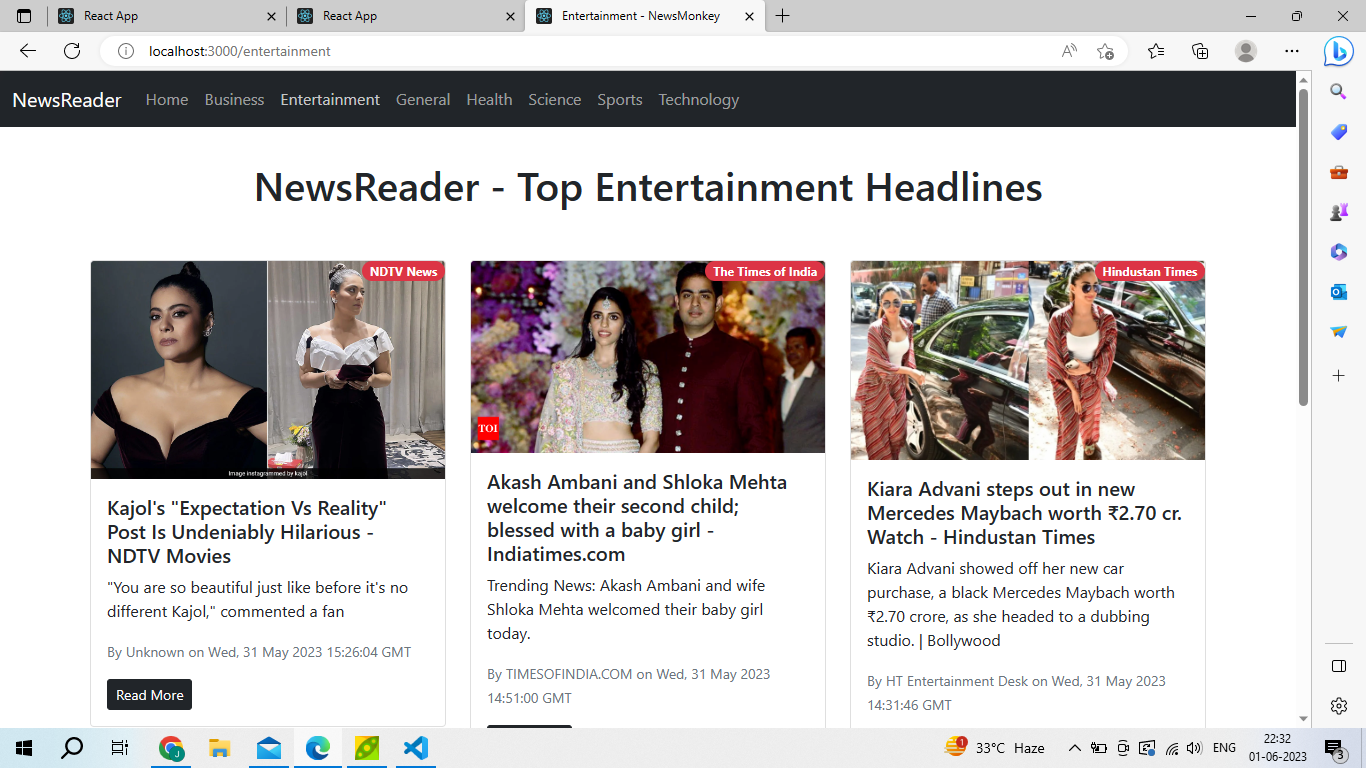 React App
React App
Entertainment - NewsMonkey
localhost:3000/entertainment
NewsReader
Home
Business
Entertainment
General
Health
Science
Sports
Technology
NewsReader - Top Entertainment Headlines
NDTV News
Image instagrammed by kajol
Kajol's "Expectation Vs Reality"
Post Is Undeniably Hilarious -
NDTV Movies
"You are so beautiful just like before it's no
different Kajol," commented a fan
By Unknown on Wed, 31 May 2023 15:26:04 GMT
Read More
The Times of India
TOI
Akash Ambani and Shloka Mehta
welcome their second child;
blessed with a baby girl -
Indiatimes.com
Trending News: Akash Ambani and wife
Shloka Mehta welcomed their baby girl
today.
By TIMESOFINDIA.COM on Wed, 31 May 2023
14:51:00 GMT
Hindustan Times
Kiara Advani steps out in new
Mercedes Maybach worth ₹2.70 cr.
Watch - Hindustan Times
Kiara Advani showed off her new car
purchase, a black Mercedes Maybach worth
₹2.70 crore, as she headed to a dubbing
studio. | Bollywood
By HT Entertainment Desk on Wed, 31 May 2023
14:31:46 GMT
J
1
33°C Haze
ENG
22:32
01-06-2023
3